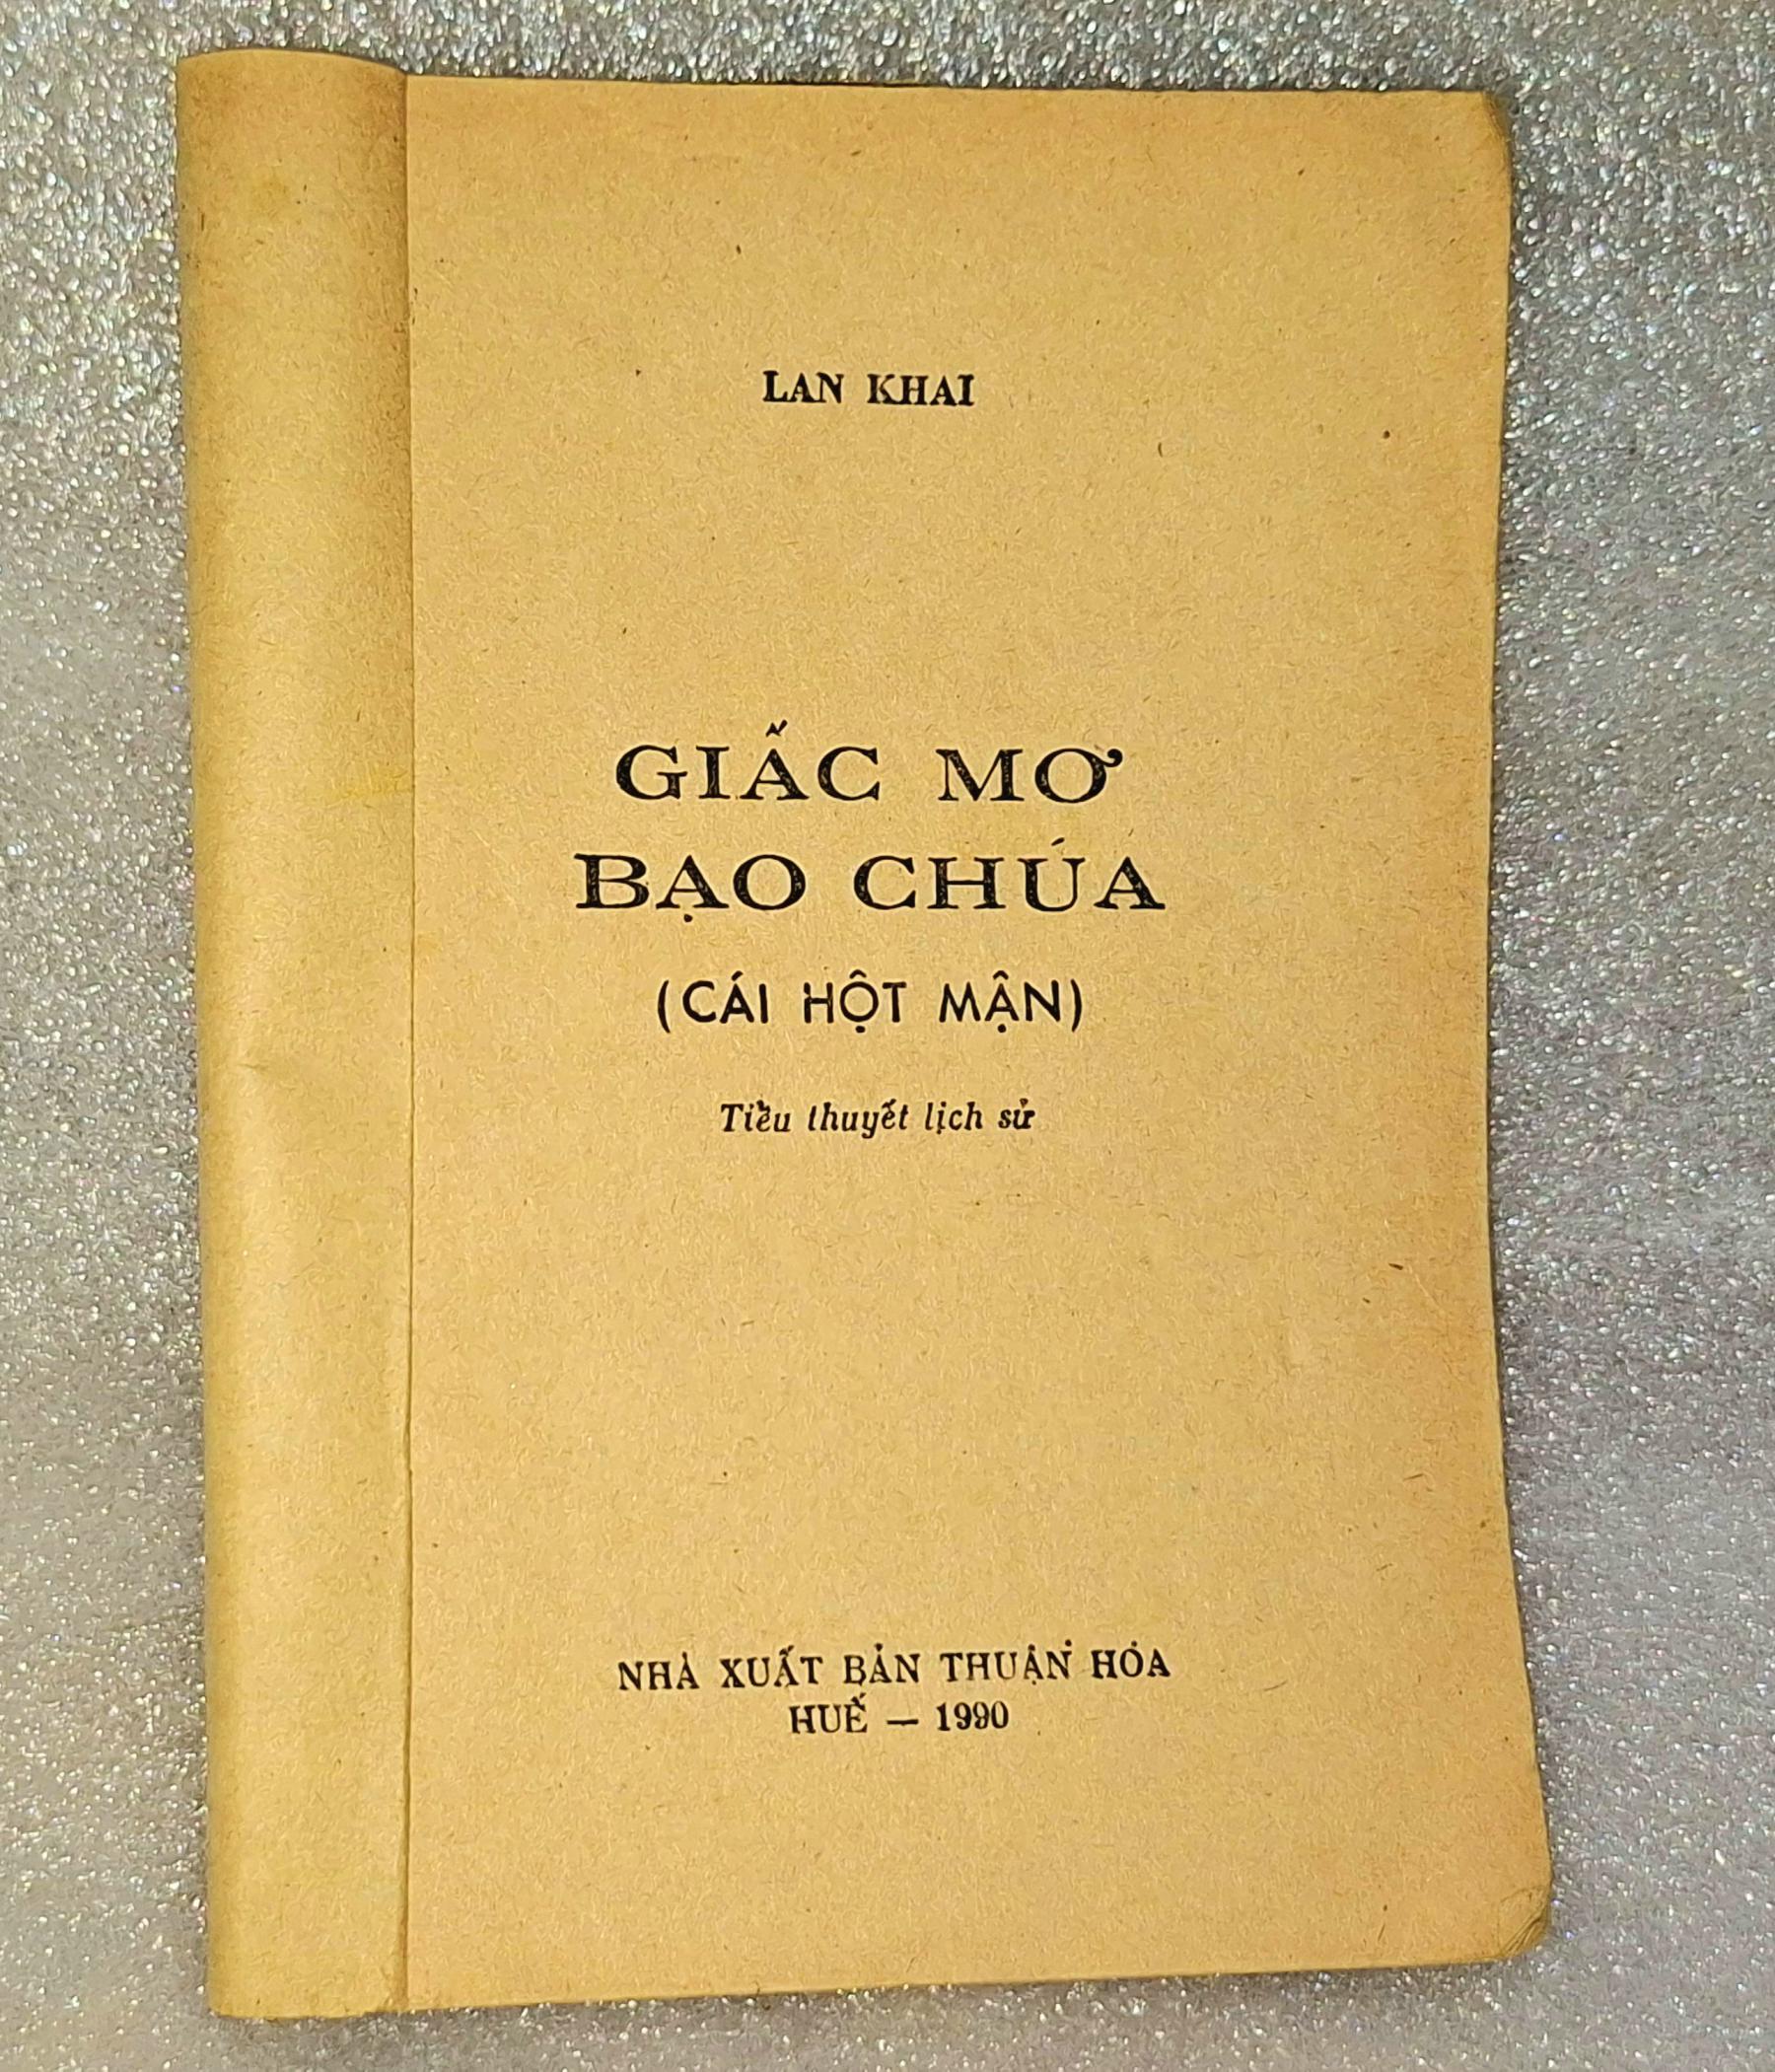 LAN KHAI
GIẤC MƠ
BẠO CHÚA
(CÁI HỘT MẬN)
Tiểu thuyết lịch sử
NHÀ XUẤT BẢN THUẬN HÓA
HUẾ — 1990